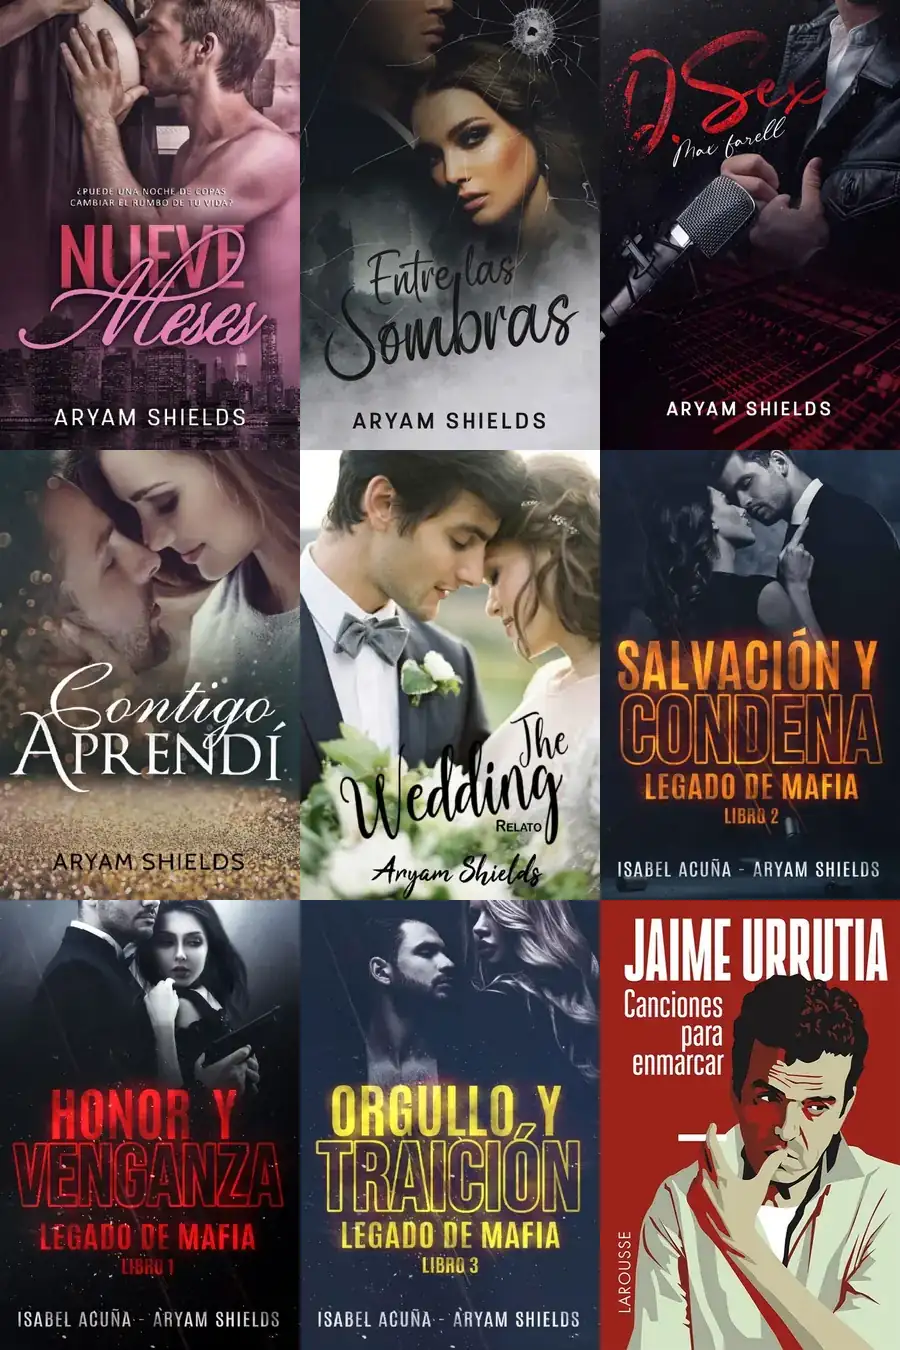 ¿PUEDE UNA NOCHE DE COPAS
CAMBIAR EL RUMBO DE TU VIDA?
NUEVE
Meses
ARYAM SHIELDS
Entre las
Sombras
ARYAM SHIELDS
D. Sex
Max farell
ARYAM SHIELDS
Contigo
APRENDÍ
ARYAM SHIELDS
The
Wedding
RELATO
Aryam Shields
SALVACIÓN Y
CONDENA
LEGADO DE MAFIA
LIBRO 2
ISABEL ACUÑA - ARYAM SHIELDS
HONOR Y
VENGANZA
LEGADO DE MAFIA
LIBRO 1
ISABEL ACUÑA - ARYAM SHIELDS
ORGULLO Y
TRAICIÓN
LEGADO DE MAFIA
LIBRO 3
ISABEL ACUÑA - ARYAM SHIELDS
JAIME URRUTIA
Canciones
para
enmarcar
LAROUSSE